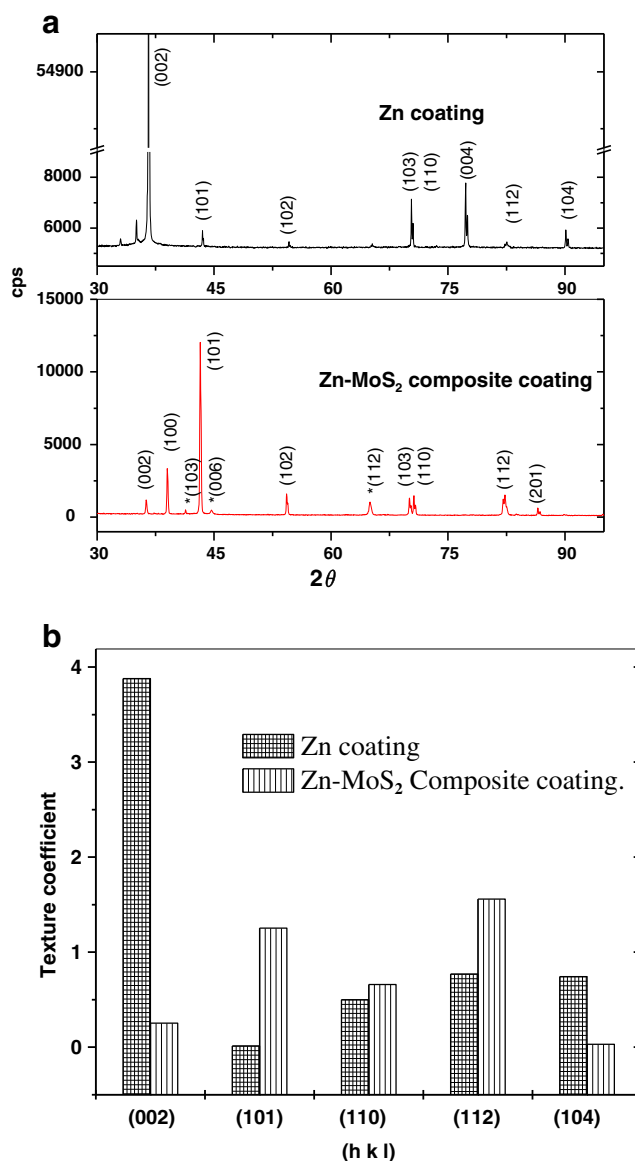 a
54900
(002)
Zn coating
8000
6000
(101)
(102)
(103)
(110)
(004)
(112)
(104)
30 45 60 75 90
cps
15000
10000
5000
0
Zn-MoS₂ composite coating
(002)
(100)
*(103)
(101)
*(006)
(102)
*(112)
(103)
(110)
(112)
(201)
30 45 60 75 90
2θ
b
4
3
2
1
0
Texture coefficient
Zn coating
Zn-MoS₂ Composite coating.
(002) (101) (110) (112) (104)
(h k l)